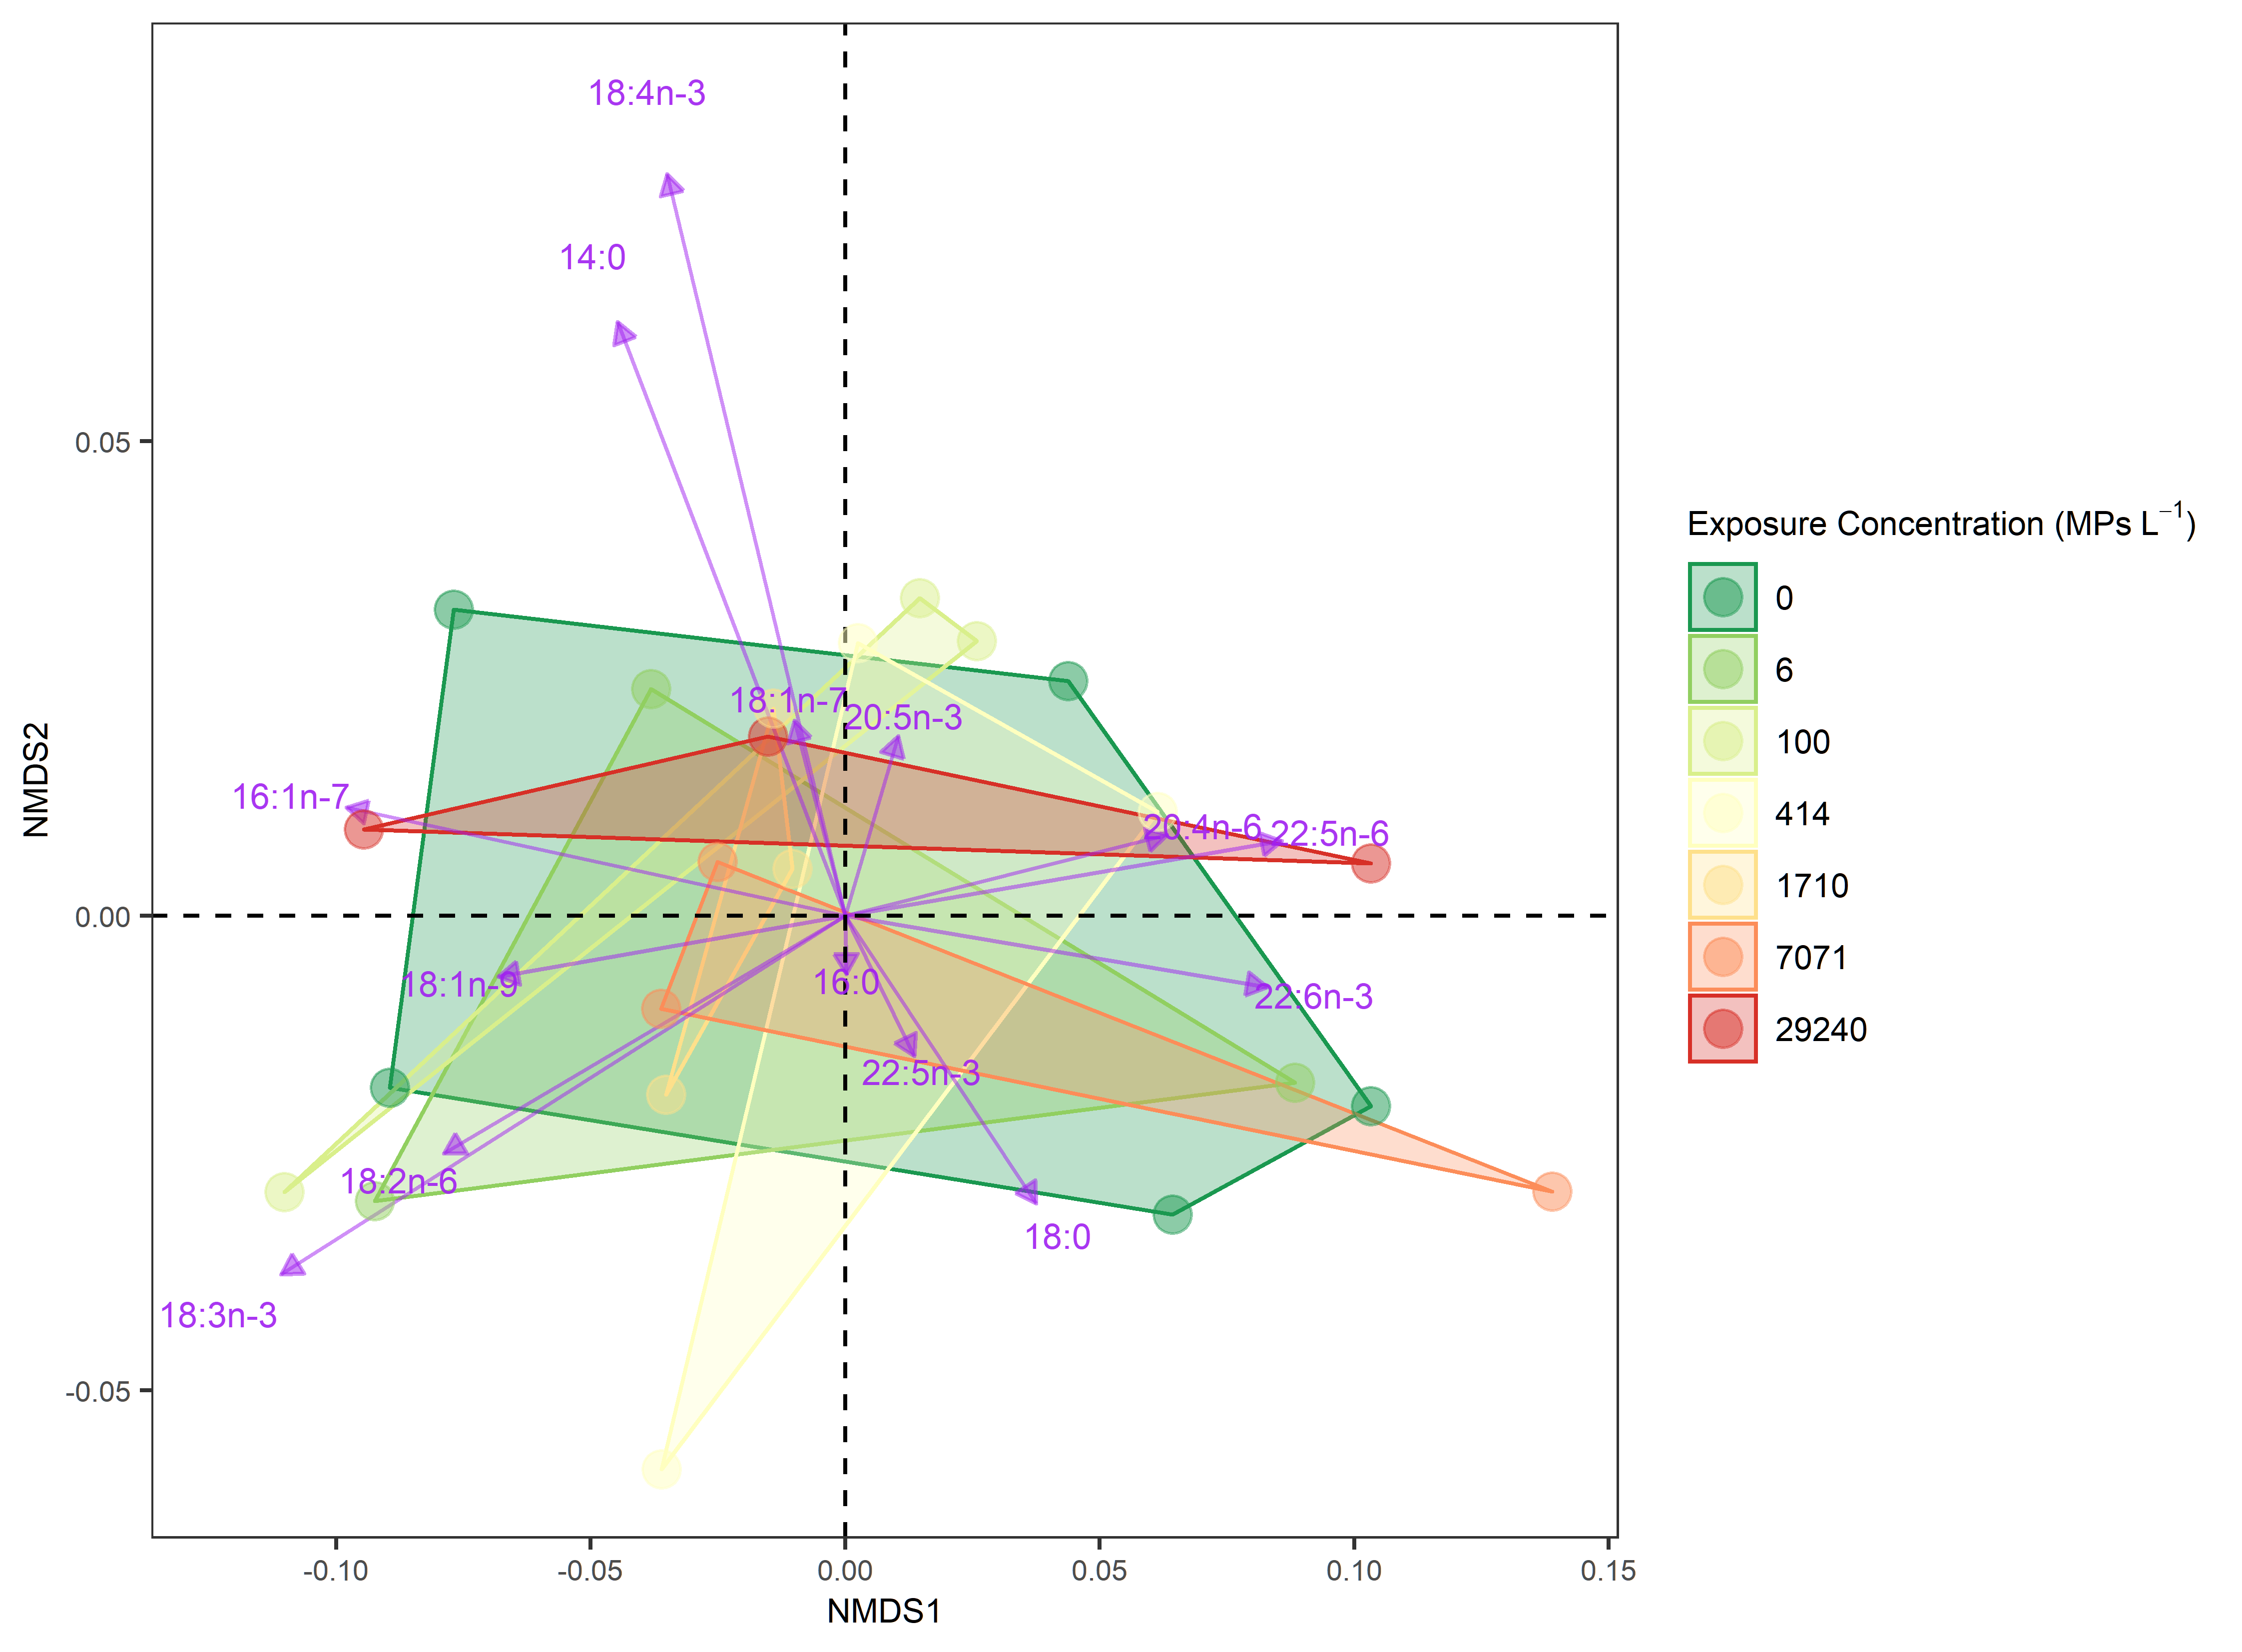 18:4n-3
14:0
0.05
18:1n-7
20:5n-3
16:1n-7
20:4n-6
22:5n-6
0.00
18:1n-9
16:0
22:6n-3
22:5n-3
18:2n-6
18:0
18:3n-3
-0.05
-0.10
-0.05
0.00
0.05
0.10
0.15
NMDS1
NMDS2
Exposure Concentration (MPs L⁻¹)
0
6
100
414
1710
7071
29240